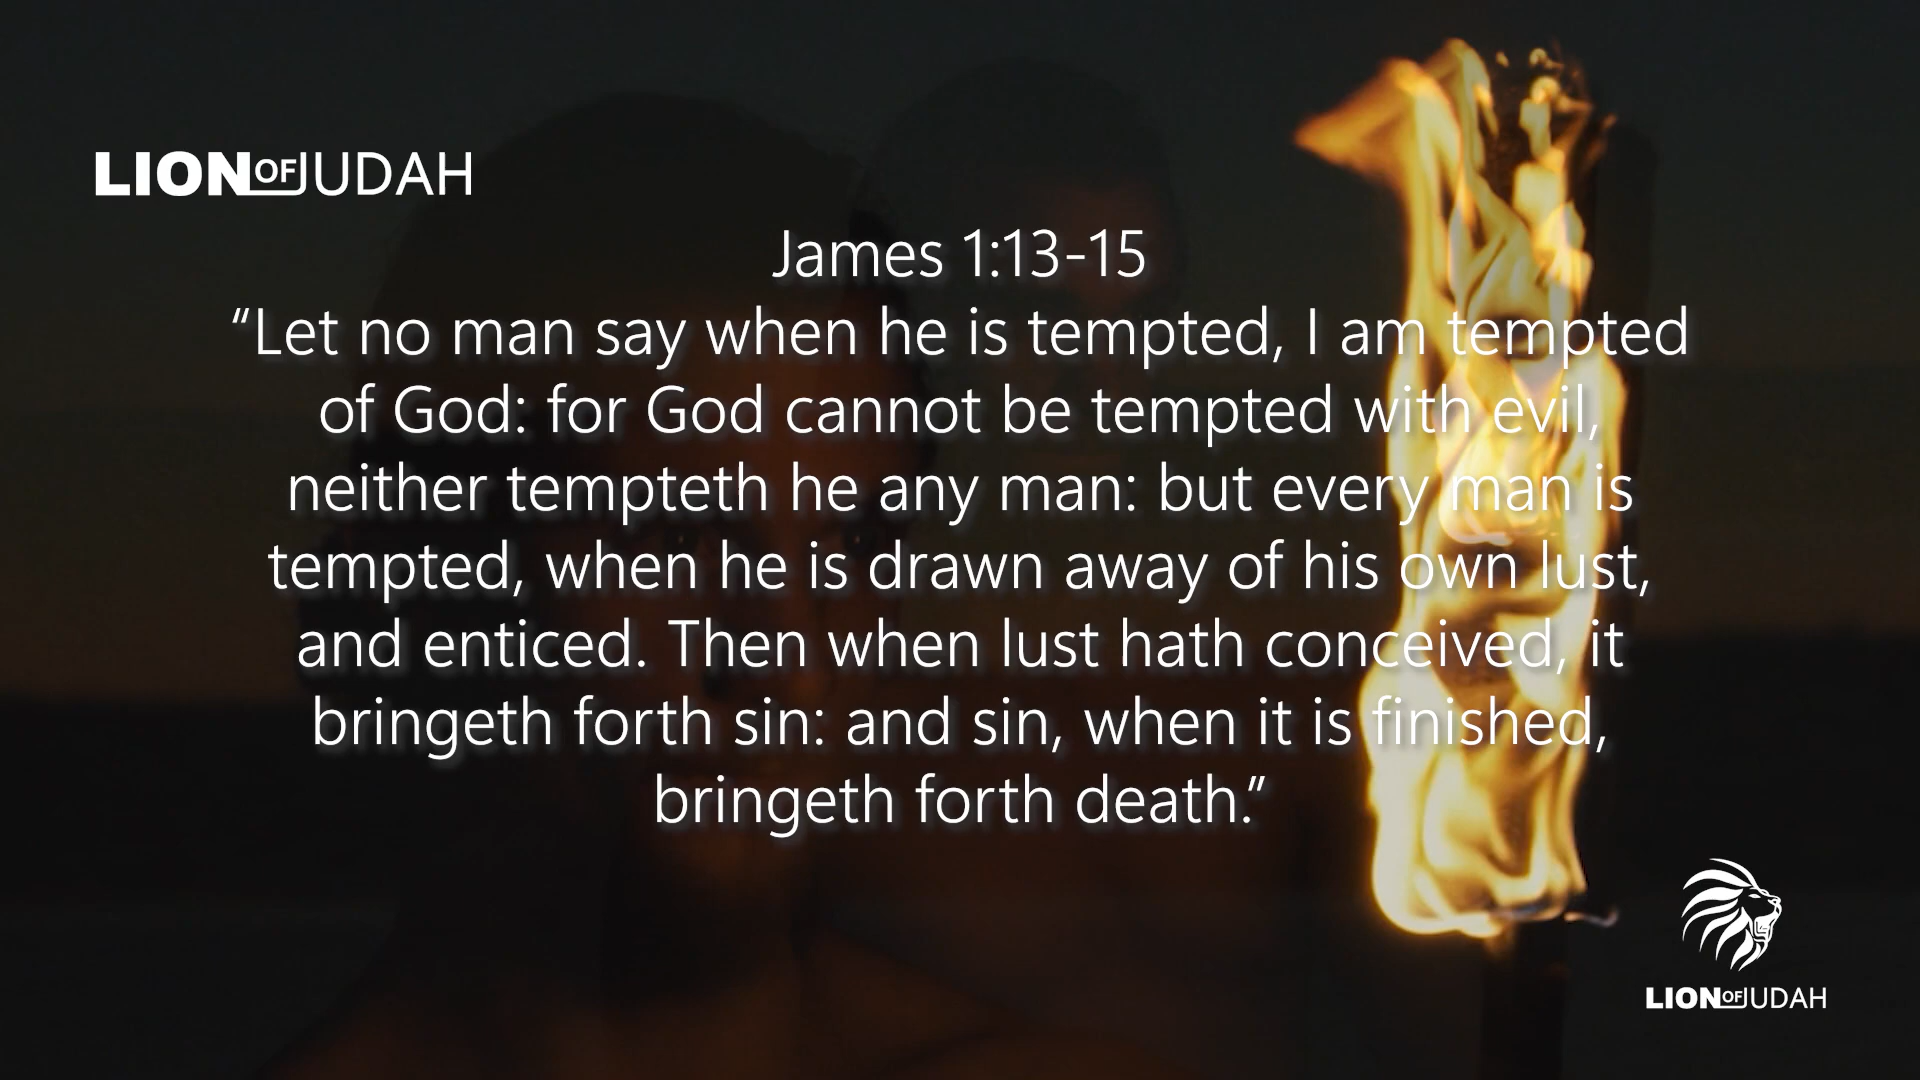 LION OF JUDAH
James 1:13-15
“Let no man say when he is tempted, I am tempted
of God: for God cannot be tempted with evil,
neither tempteth he any man: but every man is
tempted, when he is drawn away of his own lust,
and enticed. Then when lust hath conceived, it
bringeth forth sin: and sin, when it is finished,
bringeth forth death.”
LION OF JUDAH